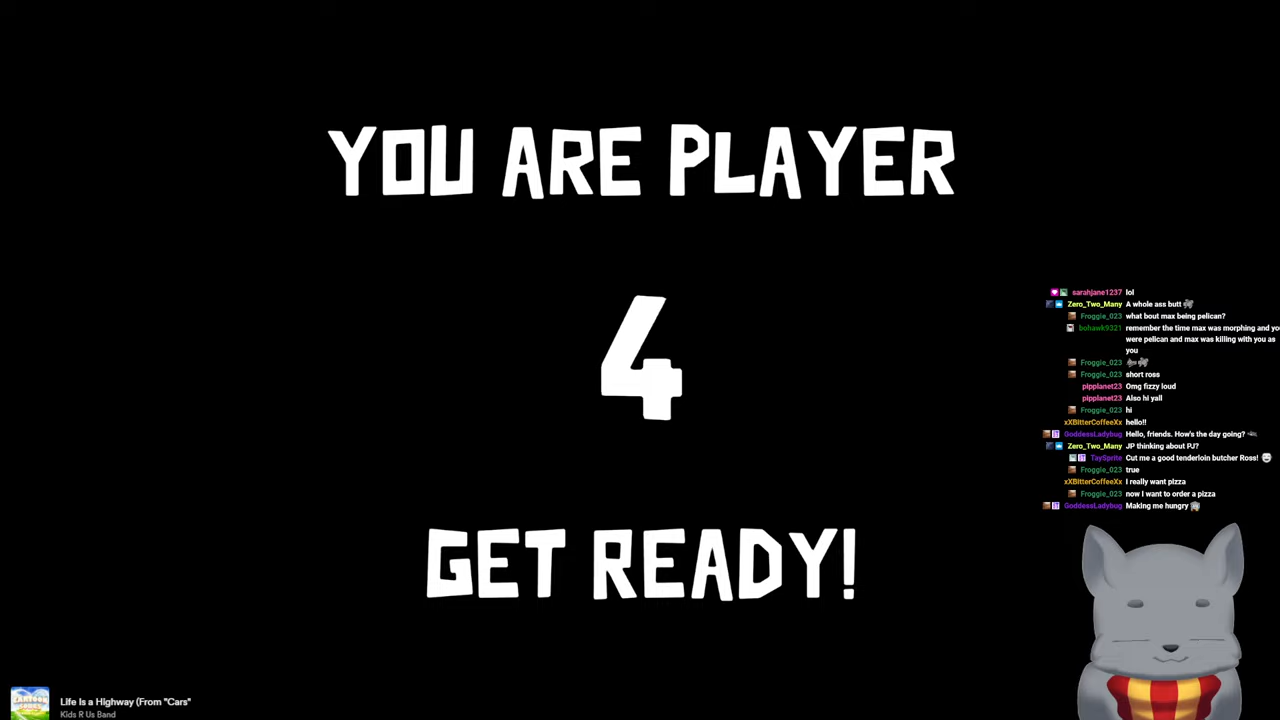 YOU ARE PLAYER
4
GET READY!
sarahjane1237 lol
Zero_Two_Many A whole ass butt
Froggie_023 what bout max being pelican?
bohawk9321 remember the time max was morphing and yo
were pelican and max was killing with you as
you
Froggie_023
Froggie_023 short ross
pipplanet23 Omg fizzy loud
pipplanet23 Also hi yall
Froggie_023 hi
xXBitterCoffeeXx hello!!
GoddessLadybug Hello, friends. How's the day going?
Zero_Two_Many JP thinking about PJ?
TaySprite Cut me a good tenderloin butcher Ross!
Froggie_023 true
xXBitterCoffeeXx I really want pizza
Froggie_023 now I want to order a pizza
GoddessLadybug Making me hungry
Life Is a Highway (From "Cars"
Kids R Us Band